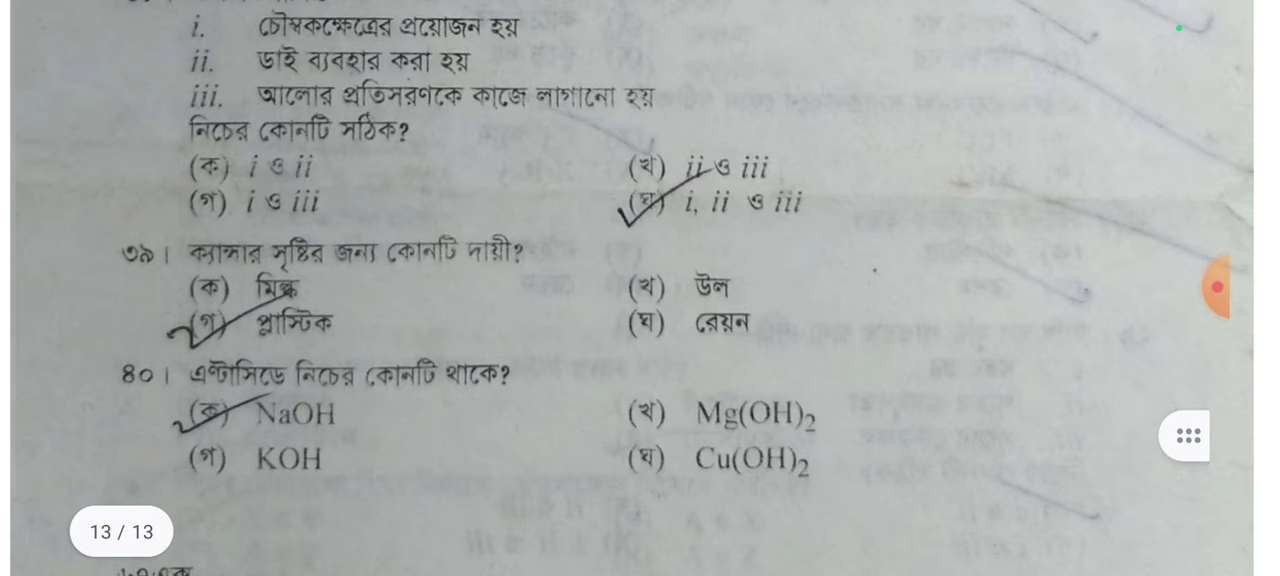 i. চৌম্বকক্ষেত্রের প্রয়োজন হয়
ii. ডাই ব্যবহার করা হয়
iii. আলোর প্রতিসরণকে কাজে লাগানো হয়
নিচের কোনটি সঠিক?
(ক) i ও ii (খ) ii ও iii
(গ) i ও iii (ঘ) i, ii ও iii
৩৯। ক্যান্সার সৃষ্টির জন্য কোনটি দায়ী?
(ক) মিল্ক (খ) উল
(গ) প্লাস্টিক (ঘ) রেয়ন
৪০। এন্টাসিডে নিচের কোনটি থাকে?
(ক) NaOH (খ) Mg(OH)₂
(গ) KOH (ঘ) Cu(OH)₂
13 / 13